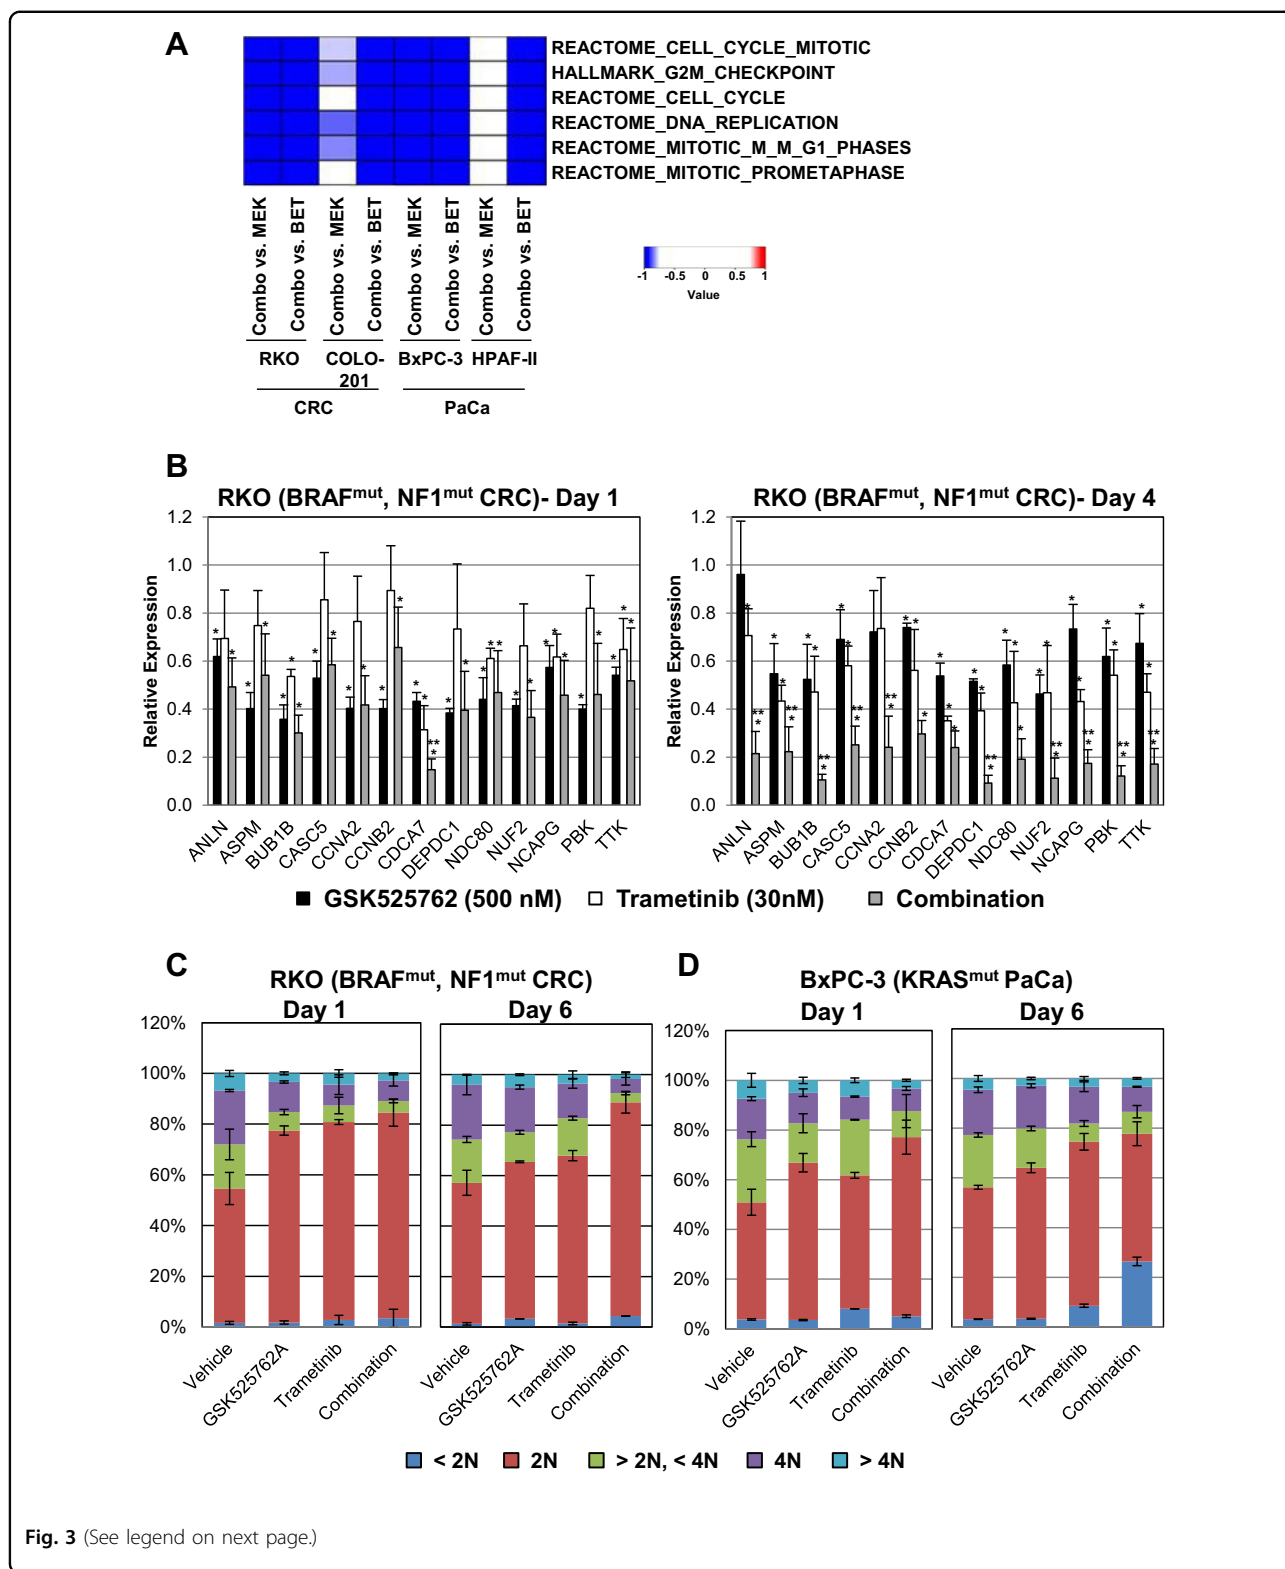 A
REACTOME_CELL_CYCLE_MITOTIC
HALLMARK_G2M_CHECKPOINT
REACTOME_CELL_CYCLE
REACTOME_DNA_REPLICATION
REACTOME_MITOTIC_M_M_G1_PHASES
REACTOME_MITOTIC_PROMETAPHASE
Combo vs. MEK
Combo vs. BET
Combo vs. MEK
Combo vs. BET
Combo vs. MEK
Combo vs. BET
Combo vs. MEK
Combo vs. BET
-1 -0.5 0 0.5 1
Value
RKO COLO-201 BxPC-3 HPAF-II
CRC PaCa
B
RKO (BRAFmut, NF1mut CRC)- Day 1
Relative Expression
1.2
1.0
0.8
0.6
0.4
0.2
0.0
ANLN ASPM BUB1B CASC5 CCNA2 CCNB2 CDCA7 DEPDC1 NDC80 NUF2 NCAPG PBK TTK
RKO (BRAFmut, NF1mut CRC)- Day 4
Relative Expression
1.2
1.0
0.8
0.6
0.4
0.2
0.0
ANLN ASPM BUB1B CASC5 CCNA2 CCNB2 CDCA7 DEPDC1 NDC80 NUF2 NCAPG PBK TTK
GSK525762 (500 nM) Trametinib (30nM) Combination
C
RKO (BRAFmut, NF1mut CRC)
Day 1 Day 6
120%
100%
80%
60%
40%
20%
0%
Vehicle GSK525762A Trametinib Combination
Vehicle GSK525762A Trametinib Combination
D
BxPC-3 (KRASmut PaCa)
Day 1 Day 6
120%
100%
80%
60%
40%
20%
0%
Vehicle GSK525762A Trametinib Combination
Vehicle GSK525762A Trametinib Combination
< 2N 2N > 2N, < 4N 4N > 4N
Fig. 3 (See legend on next page.)